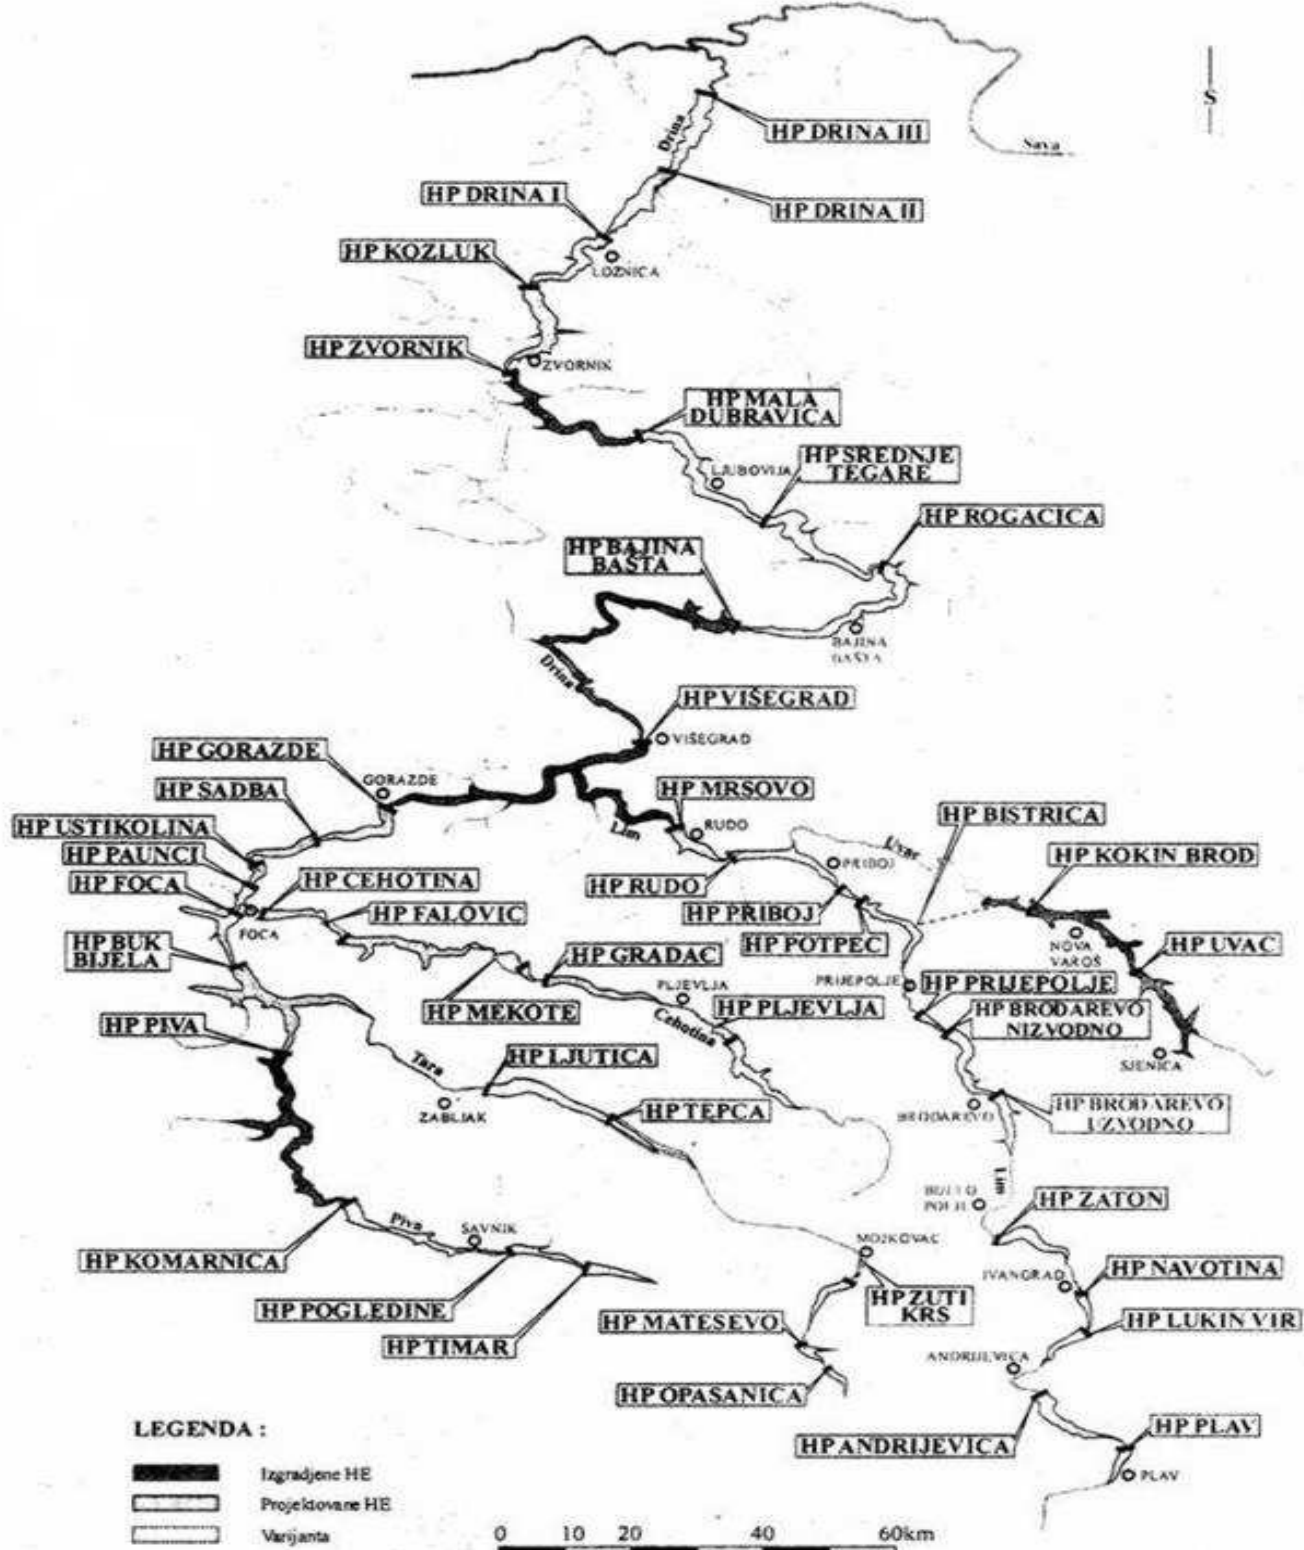 S
Drina
HP DRINA III
Sava
HP DRINA I
HP DRINA II
HP KOZLUK
LOZNICA
HP ZVORNIK
ZVORNIK
HP MALA
DUBRAVICA
HP SREDNJE
TEGARE
LJUBOVIJA
HP ROGACICA
HP BAJINA
BAŠTA
BAJINA
BAŠTA
Drina
HP VIŠEGRAD
VIŠEGRAD
HP GORAZDE
GORAZDE
HP SADBA
HP MRSOVO
RUDO
Lim
HP BISTRICA
HP USTIKOLINA
Uvac
HP KOKIN BROD
HP PAUNCI
PRIBOJ
HP FOCA
HP CEHOTINA
HP RUDO
HP FALOVIC
HP PRIBOJ
FOCA
HP POTPEC
NOVA
VAROŠ
HP UVAC
HP BUK
BIJELA
HP GRADAC
PRIJEPOLJE
HP PRIJEPOLJE
PLJEVLJA
HP MEKOTE
HP PLJEVLJA
HP BRODAREVO
NIZVODNO
HP PIVA
Cehotina
HP LJUTICA
Tara
SJENICA
ZABLJAK
HP TEPCA
BRODAREVO
HP BRODAREVO
UZVODNO
Lim
POLJE
HP ZATON
Piva
SAVNIK
MOJKOVAC
HP KOMARNICA
HP NAVOTINA
IVANGRAD
HP ZUTI
KRS
HP POGLEDINE
HP MATESEVO
HP LUKIN VIR
HP TIMAR
ANDRIJEVICA
HP OPASANICA
HP PLAV
HP ANDRIJEVICA
PLAV
LEGENDA :
Izgradjene HE
Projektovane HE
Varijanta
0 10 20 40 60km